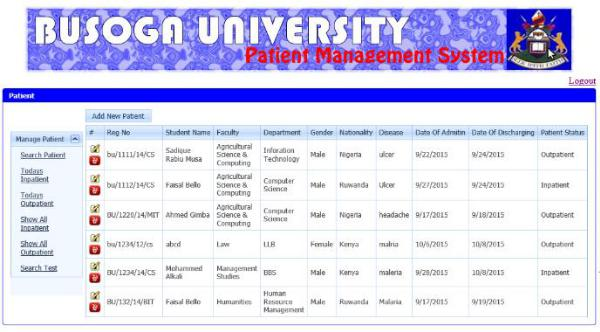 BUSOGA UNIVERSITY
Patient Management System
Logout
Patient
Add New Patient
Manage Patient
Search Patient
Todays
Inpatient
Todays
Outpatient
Show All
Inpatient
Show All
Outpatient
Search Test
# Reg No Student Name Faculty Department Gender Nationality Disease Date Of Admitin Date Of Discharging Patient Status
bu/1111/14/CS Sadique Rabiu Musa Agricultural Science & Computing Inforation Technology Male Nigeria ulcer 9/22/2015 9/24/2015 Outpatient
bu/1112/14/CS Faisal Bello Agricultural Science & Computing Computer Science Male Ruwanda Ulcer 9/27/2015 9/24/2015 Inpatient
BU/1220/14/MIT Ahmed Gimba Agricultural Science & Computing Computer Science Male Nigeria headache 9/17/2015 9/18/2015 Outpatient
bu/1234/12/cs abcd Law LLB Female Kenya malria 10/6/2015 10/8/2015 Outpatient
BU/1234/14/CS Mohammed Alkali Management Studies BBS Male Kenya maleria 9/28/2015 10/8/2015 Inpatient
BU/132/14/BIT Faisal Bello Humanities Human Resource Management Male Ruwanda Malaria 9/17/2015 9/19/2015 Outpatient